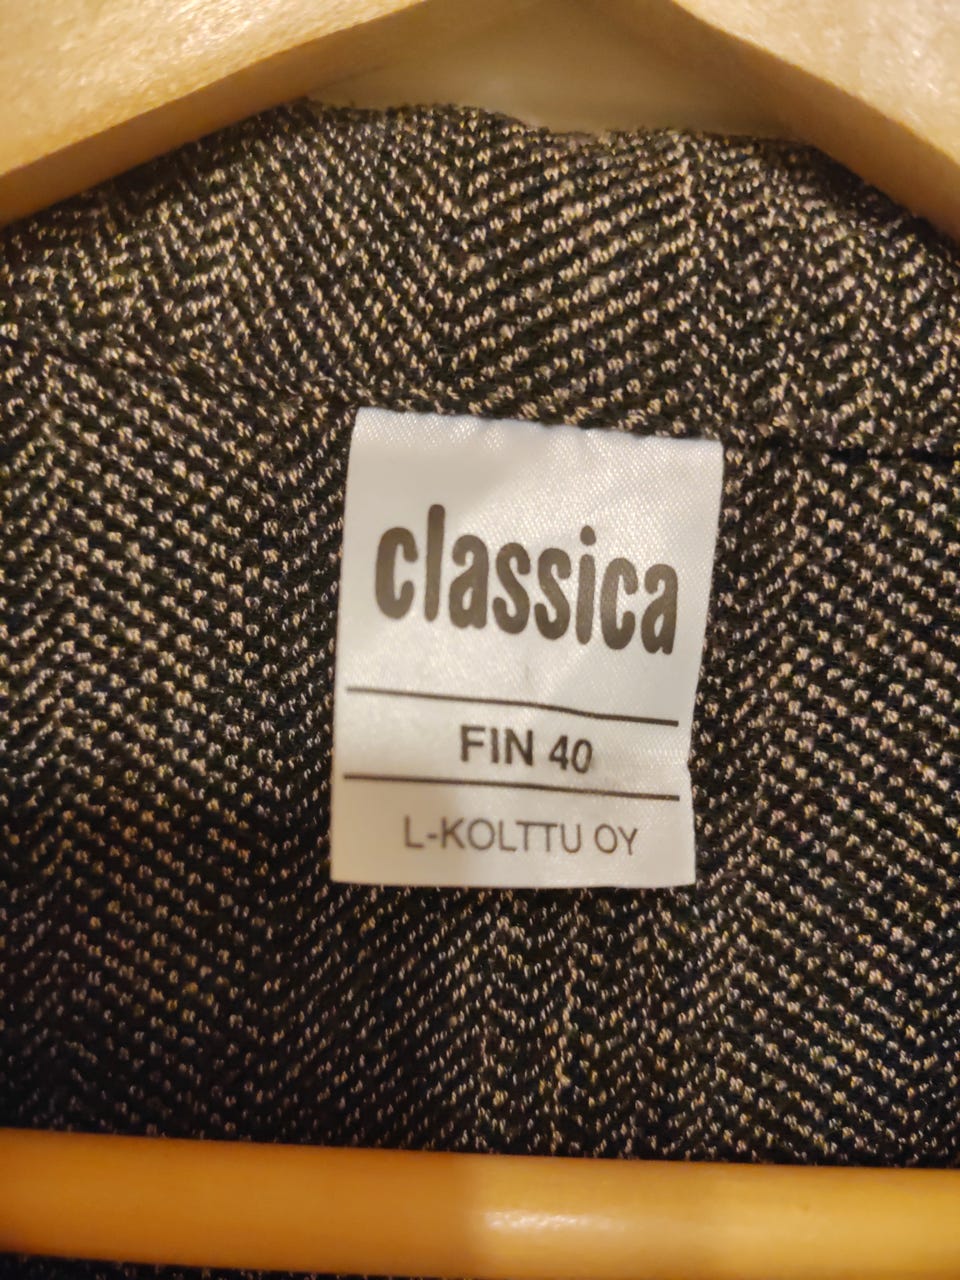 classica
FIN 40
L-KOLTTU OY